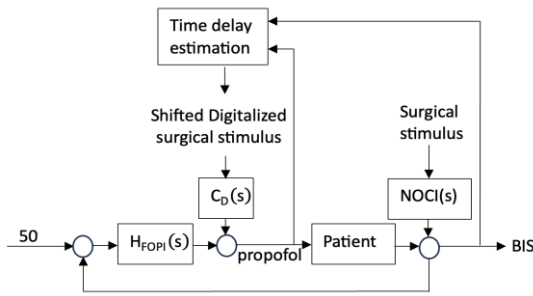 Time delay
estimation
Shifted Digitalized
surgical stimulus
Surgical
stimulus
C_D(s)
NOCI(s)
50
H_FOPI(s)
propofol
Patient
BIS